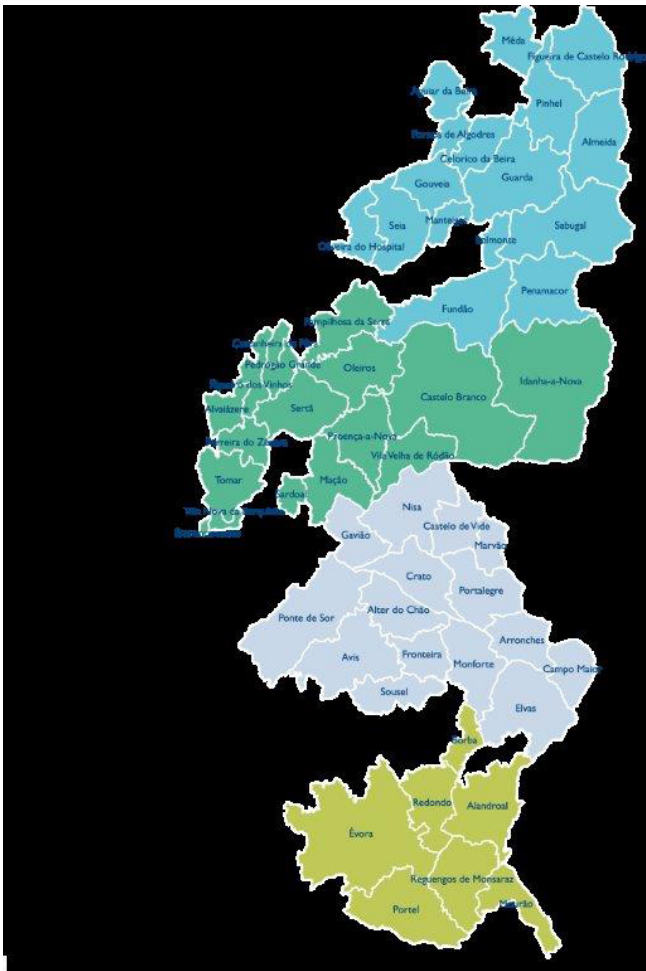 Mêda
Figueira de Castelo Rodrigo
Aguiar da Beira
Pinhel
Fornos de Algodres
Almeida
Celorico da Beira
Guarda
Gouveia
Manteigas
Seia
Sabugal
Belmonte
Oliveira do Hospital
Penamacor
Fundão
Pampilhosa da Serra
Pedrógão Grande
Oleiros
Idanha-a-Nova
Castelo Branco
Alvaiázere
Sertã
Proença-a-Nova
Ferreira do Zêzere
Vila Velha de Ródão
Tomar
Mação
Sardoal
Nisa
Castelo de Vide
Gavião
Marvão
Crato
Portalegre
Alter do Chão
Ponte de Sor
Arronches
Avis
Fronteira
Monforte
Campo Maior
Sousel
Elvas
Borba
Redondo
Alandroal
Évora
Reguengos de Monsaraz
Mourão
Portel